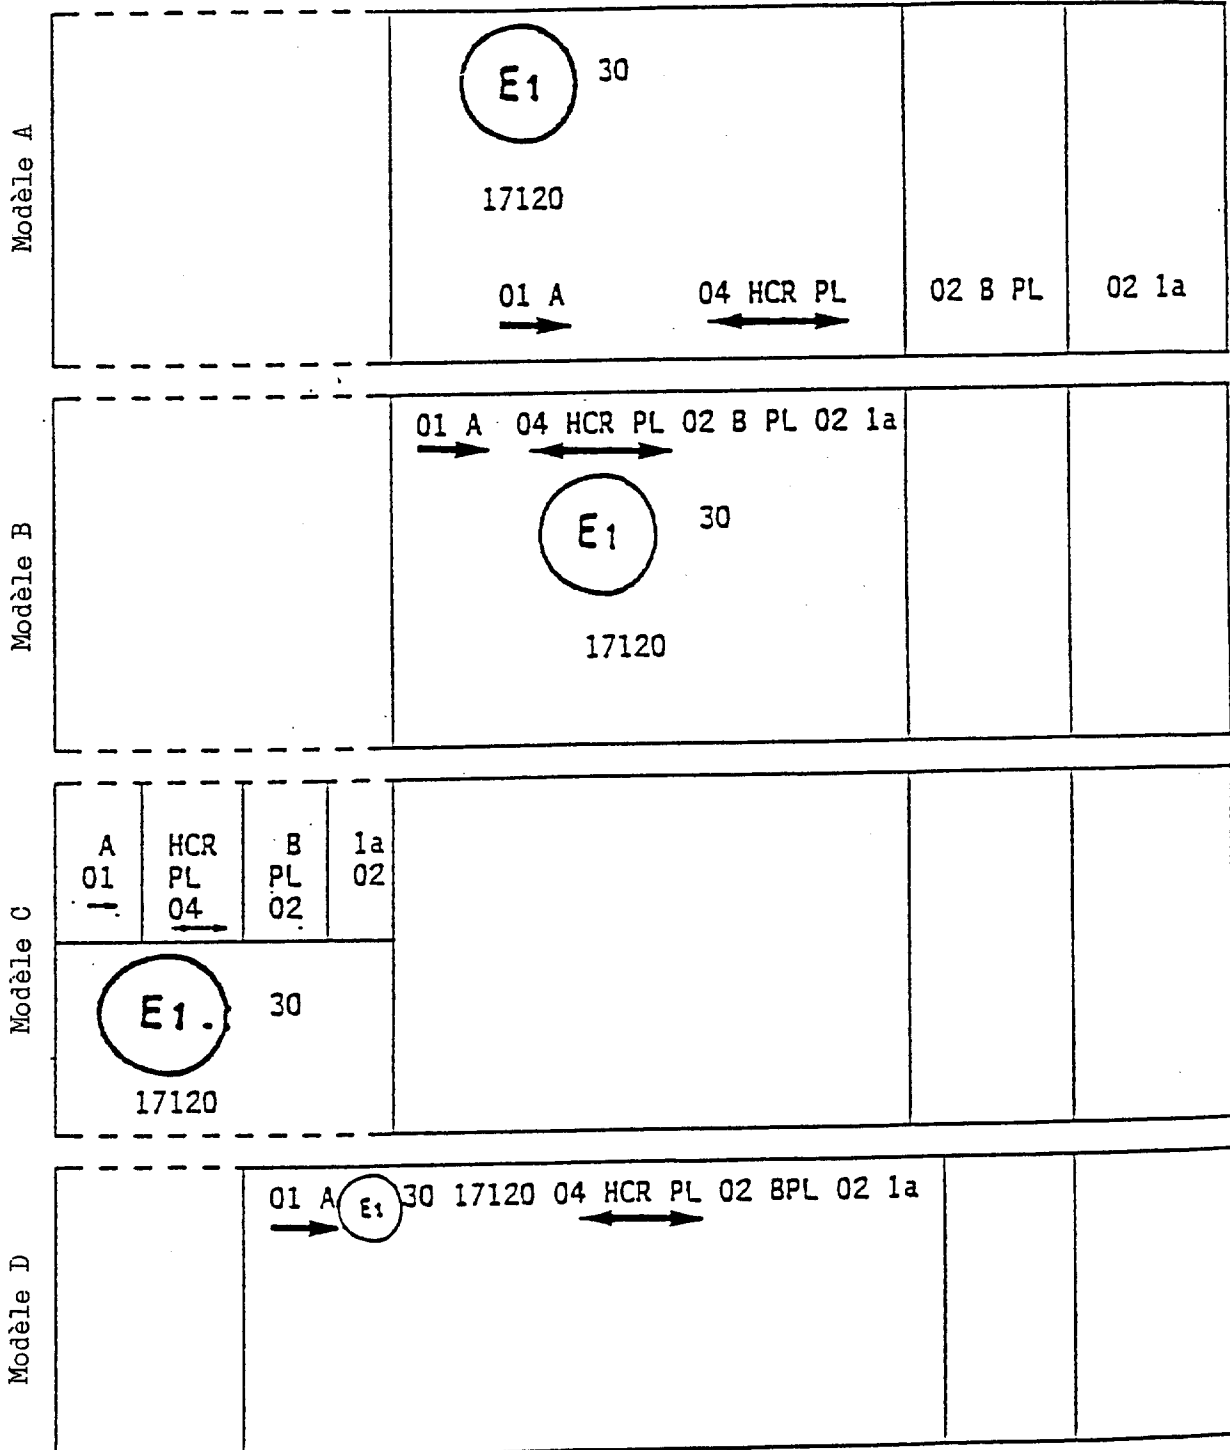 Modèle A
E1 30
17120
01 A 04 HCR PL 02 B PL 02 1a
Modèle B
01 A 04 HCR PL 02 B PL 02 1a
E1 30
17120
Modèle C
A HCR B 1a
01 PL PL 02
04 02
E1 30
17120
Modèle D
01 A E1 30 17120 04 HCR PL 02 BPL 02 1a